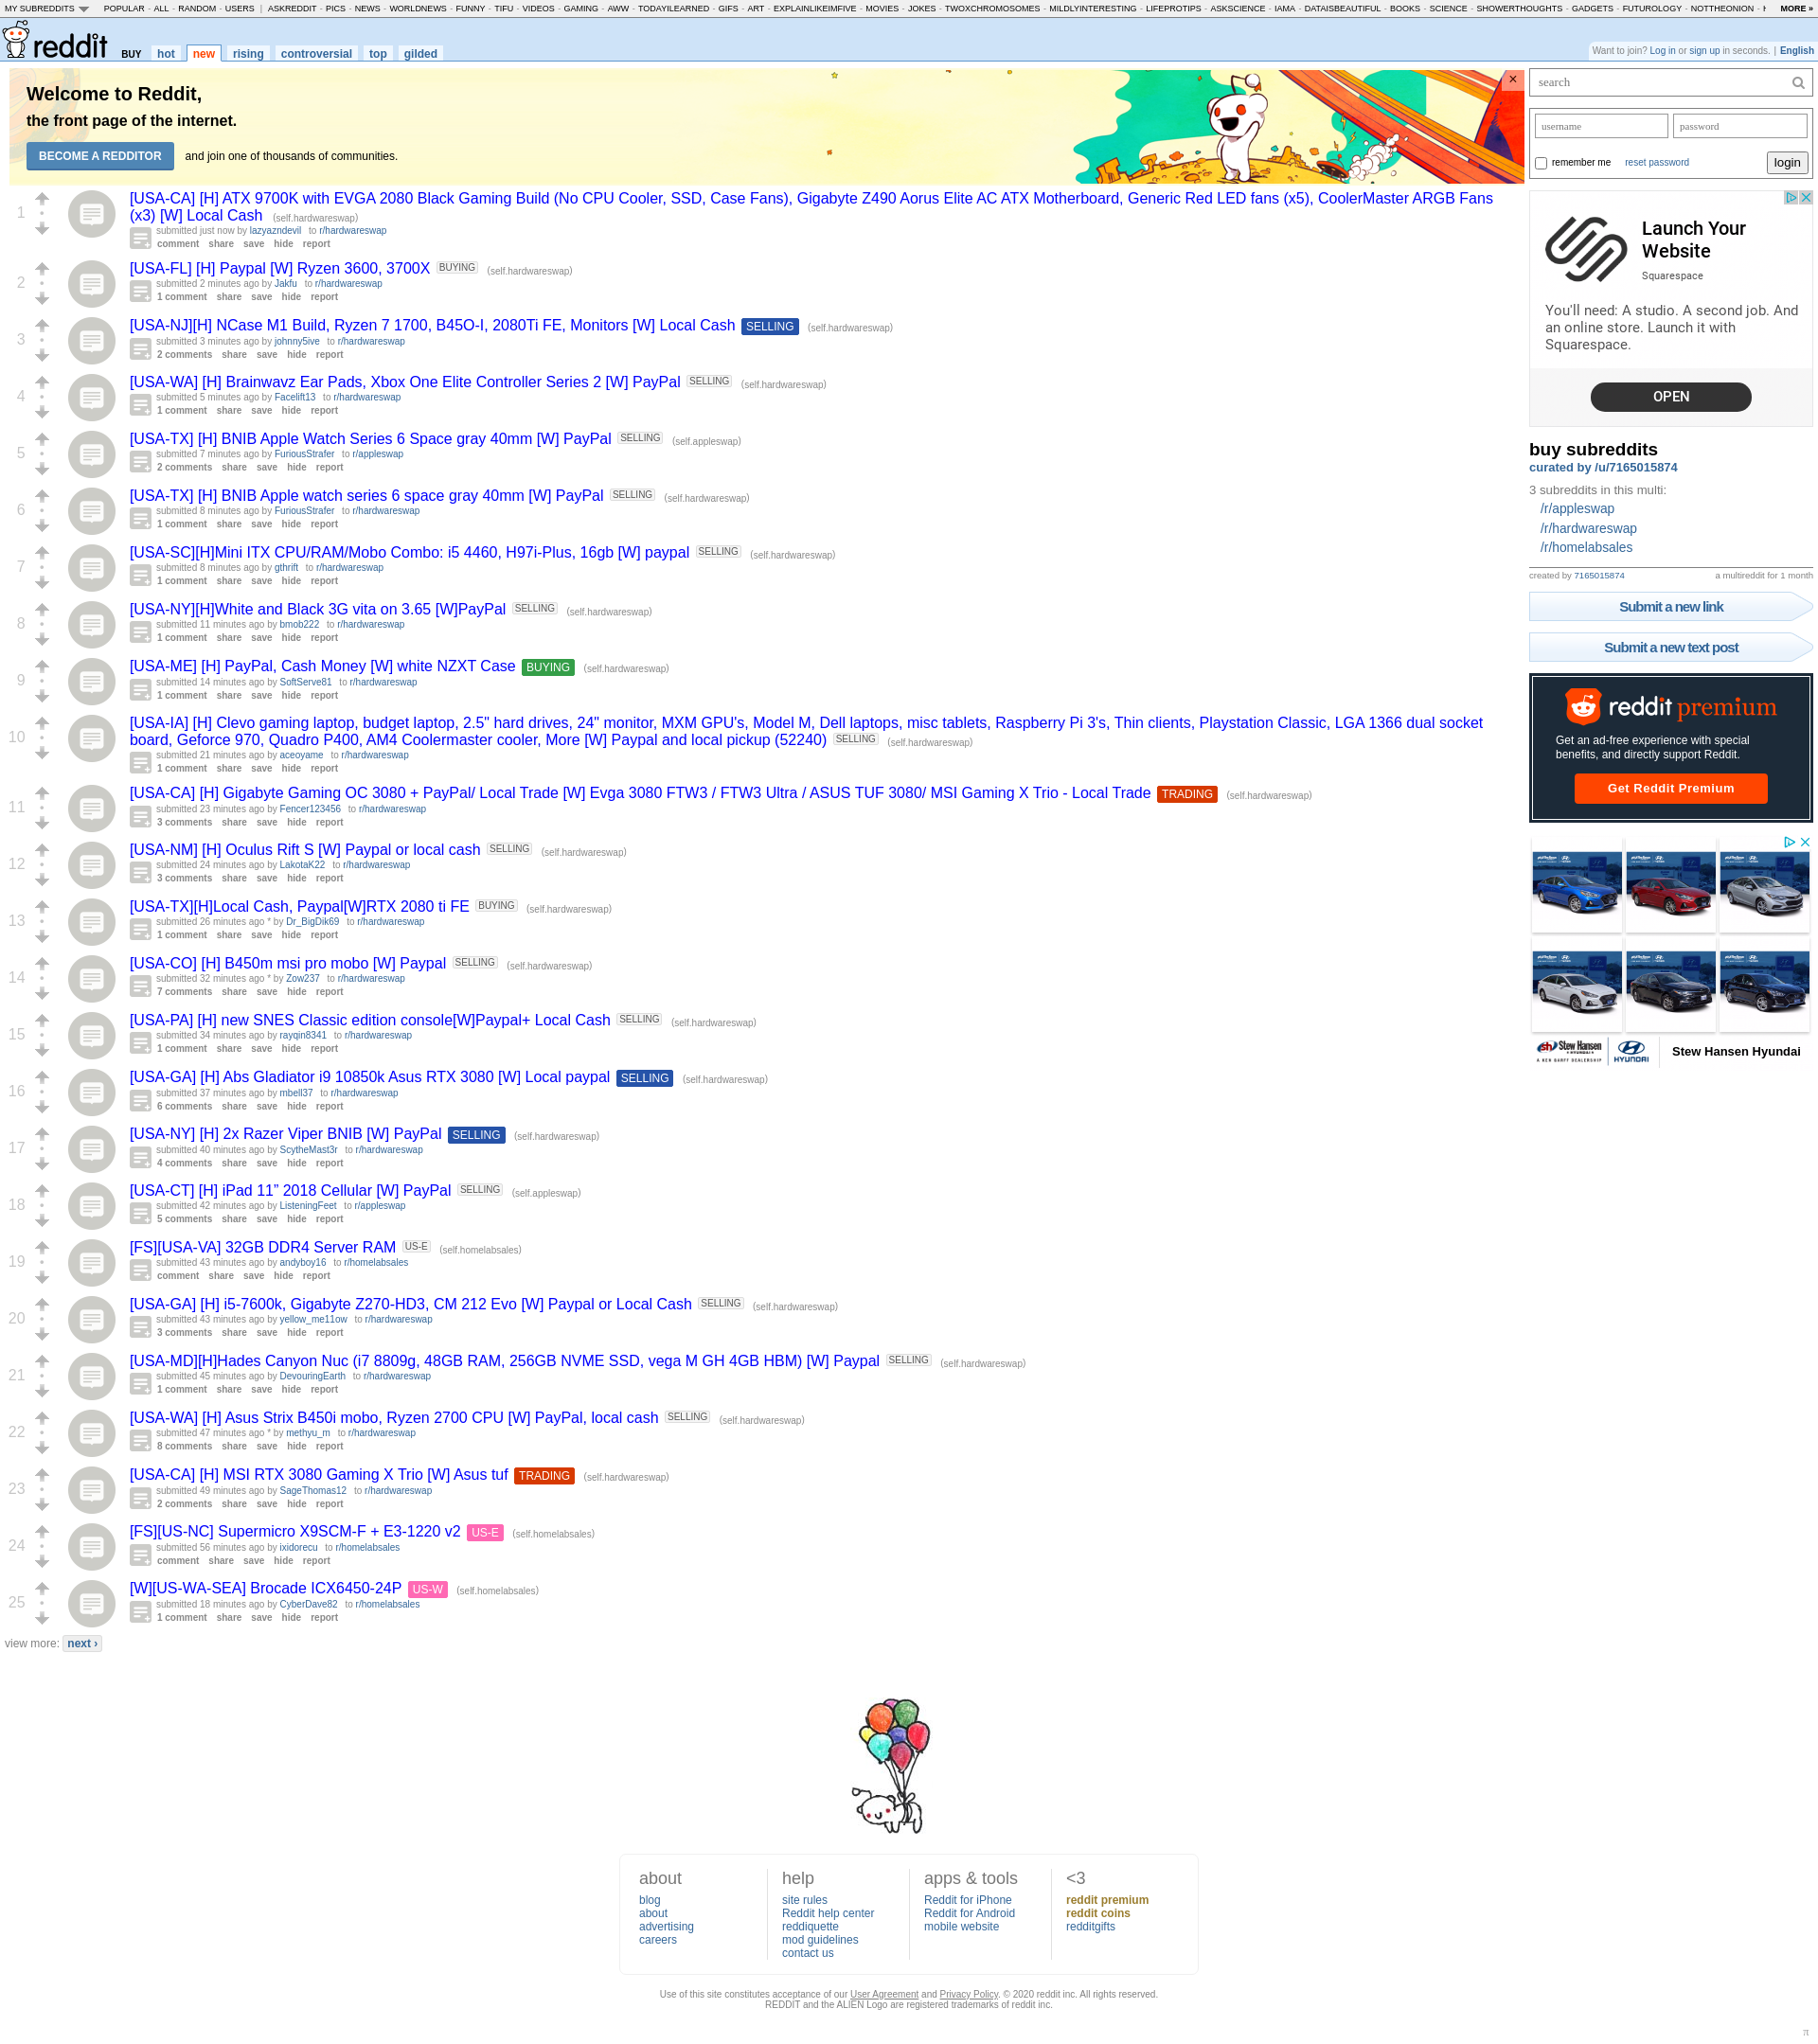 MY SUBREDDITS POPULAR - ALL - RANDOM - USERS | ASKREDDIT - PICS - NEWS - WORLDNEWS - FUNNY - TIFU - VIDEOS - GAMING - AWW - TODAYILEARNED - GIFS - ART - EXPLAINLIKEIMFIVE - MOVIES - JOKES - TWOXCHROMOSOMES - MILDLYINTERESTING - LIFEPROTIPS - ASKSCIENCE - IAMA - DATAISBEAUTIFUL - BOOKS - SCIENCE - SHOWERTHOUGHTS - GADGETS - FUTUROLOGY - NOTTHEONION - MORE »
reddit BUY hot new rising controversial top gilded
Want to join? Log in or sign up in seconds. | English
Welcome to Reddit,
the front page of the internet.
BECOME A REDDITOR and join one of thousands of communities.
1
[USA-CA] [H] ATX 9700K with EVGA 2080 Black Gaming Build (No CPU Cooler, SSD, Case Fans), Gigabyte Z490 Aorus Elite AC ATX Motherboard, Generic Red LED fans (x5), CoolerMaster ARGB Fans
(x3) [W] Local Cash (self.hardwareswap)
submitted just now by lazyazndevil to r/hardwareswap
comment share save hide report
2
[USA-FL] [H] Paypal [W] Ryzen 3600, 3700X BUYING (self.hardwareswap)
submitted 2 minutes ago by Jakfu to r/hardwareswap
1 comment share save hide report
3
[USA-NJ][H] NCase M1 Build, Ryzen 7 1700, B45O-I, 2080Ti FE, Monitors [W] Local Cash SELLING (self.hardwareswap)
submitted 3 minutes ago by johnny5ive to r/hardwareswap
2 comments share save hide report
4
[USA-WA] [H] Brainwavz Ear Pads, Xbox One Elite Controller Series 2 [W] PayPal SELLING (self.hardwareswap)
submitted 5 minutes ago by Facelift13 to r/hardwareswap
1 comment share save hide report
5
[USA-TX] [H] BNIB Apple Watch Series 6 Space gray 40mm [W] PayPal SELLING (self.appleswap)
submitted 7 minutes ago by FuriousStrafer to r/appleswap
2 comments share save hide report
6
[USA-TX] [H] BNIB Apple watch series 6 space gray 40mm [W] PayPal SELLING (self.hardwareswap)
submitted 8 minutes ago by FuriousStrafer to r/hardwareswap
1 comment share save hide report
7
[USA-SC][H]Mini ITX CPU/RAM/Mobo Combo: i5 4460, H97i-Plus, 16gb [W] paypal SELLING (self.hardwareswap)
submitted 8 minutes ago by gthrift to r/hardwareswap
1 comment share save hide report
8
[USA-NY][H]White and Black 3G vita on 3.65 [W]PayPal SELLING (self.hardwareswap)
submitted 11 minutes ago by bmob222 to r/hardwareswap
1 comment share save hide report
9
[USA-ME] [H] PayPal, Cash Money [W] white NZXT Case BUYING (self.hardwareswap)
submitted 14 minutes ago by SoftServe81 to r/hardwareswap
1 comment share save hide report
10
[USA-IA] [H] Clevo gaming laptop, budget laptop, 2.5" hard drives, 24" monitor, MXM GPU's, Model M, Dell laptops, misc tablets, Raspberry Pi 3's, Thin clients, Playstation Classic, LGA 1366 dual socket
board, Geforce 970, Quadro P400, AM4 Coolermaster cooler, More [W] Paypal and local pickup (52240) SELLING (self.hardwareswap)
submitted 21 minutes ago by aceoyame to r/hardwareswap
1 comment share save hide report
11
[USA-CA] [H] Gigabyte Gaming OC 3080 + PayPal/ Local Trade [W] Evga 3080 FTW3 / FTW3 Ultra / ASUS TUF 3080/ MSI Gaming X Trio - Local Trade TRADING (self.hardwareswap)
submitted 23 minutes ago by Fencer123456 to r/hardwareswap
3 comments share save hide report
12
[USA-NM] [H] Oculus Rift S [W] Paypal or local cash SELLING (self.hardwareswap)
submitted 24 minutes ago by LakotaK22 to r/hardwareswap
3 comments share save hide report
13
[USA-TX][H]Local Cash, Paypal[W]RTX 2080 ti FE BUYING (self.hardwareswap)
submitted 26 minutes ago * by Dr_BigDik69 to r/hardwareswap
1 comment share save hide report
14
[USA-CO] [H] B450m msi pro mobo [W] Paypal SELLING (self.hardwareswap)
submitted 32 minutes ago * by Zow237 to r/hardwareswap
7 comments share save hide report
15
[USA-PA] [H] new SNES Classic edition console[W]Paypal+ Local Cash SELLING (self.hardwareswap)
submitted 34 minutes ago by rayqin8341 to r/hardwareswap
1 comment share save hide report
16
[USA-GA] [H] Abs Gladiator i9 10850k Asus RTX 3080 [W] Local paypal SELLING (self.hardwareswap)
submitted 37 minutes ago by mbell37 to r/hardwareswap
6 comments share save hide report
17
[USA-NY] [H] 2x Razer Viper BNIB [W] PayPal SELLING (self.hardwareswap)
submitted 40 minutes ago by ScytheMast3r to r/hardwareswap
4 comments share save hide report
18
[USA-CT] [H] iPad 11” 2018 Cellular [W] PayPal SELLING (self.appleswap)
submitted 42 minutes ago by ListeningFeet to r/appleswap
5 comments share save hide report
19
[FS][USA-VA] 32GB DDR4 Server RAM US-E (self.homelabsales)
submitted 43 minutes ago by andyboy16 to r/homelabsales
comment share save hide report
20
[USA-GA] [H] i5-7600k, Gigabyte Z270-HD3, CM 212 Evo [W] Paypal or Local Cash SELLING (self.hardwareswap)
submitted 43 minutes ago by yellow_me11ow to r/hardwareswap
3 comments share save hide report
21
[USA-MD][H]Hades Canyon Nuc (i7 8809g, 48GB RAM, 256GB NVME SSD, vega M GH 4GB HBM) [W] Paypal SELLING (self.hardwareswap)
submitted 45 minutes ago by DevouringEarth to r/hardwareswap
1 comment share save hide report
22
[USA-WA] [H] Asus Strix B450i mobo, Ryzen 2700 CPU [W] PayPal, local cash SELLING (self.hardwareswap)
submitted 47 minutes ago * by methyu_m to r/hardwareswap
8 comments share save hide report
23
[USA-CA] [H] MSI RTX 3080 Gaming X Trio [W] Asus tuf TRADING (self.hardwareswap)
submitted 49 minutes ago by SageThomas12 to r/hardwareswap
2 comments share save hide report
24
[FS][US-NC] Supermicro X9SCM-F + E3-1220 v2 US-E (self.homelabsales)
submitted 56 minutes ago by ixidorecu to r/homelabsales
comment share save hide report
25
[W][US-WA-SEA] Brocade ICX6450-24P US-W (self.homelabsales)
submitted 18 minutes ago by CyberDave82 to r/homelabsales
1 comment share save hide report
view more: next ›
search
username password
remember me reset password login
Launch Your
Website
Squarespace
You'll need: A studio. A second job. And
an online store. Launch it with
Squarespace.
OPEN
buy subreddits
curated by /u/7165015874
3 subreddits in this multi:
/r/appleswap
/r/hardwareswap
/r/homelabsales
created by 7165015874 a multireddit for 1 month
Submit a new link
Submit a new text post
reddit premium
Get an ad-free experience with special
benefits, and directly support Reddit.
Get Reddit Premium
Stew Hansen
HYUNDAI
Stew Hansen Hyundai
about
blog
about
advertising
careers
help
site rules
Reddit help center
reddiquette
mod guidelines
contact us
apps & tools
Reddit for iPhone
Reddit for Android
mobile website
<3
reddit premium
reddit coins
redditgifts
Use of this site constitutes acceptance of our User Agreement and Privacy Policy. © 2020 reddit inc. All rights reserved.
REDDIT and the ALIEN Logo are registered trademarks of reddit inc.
π